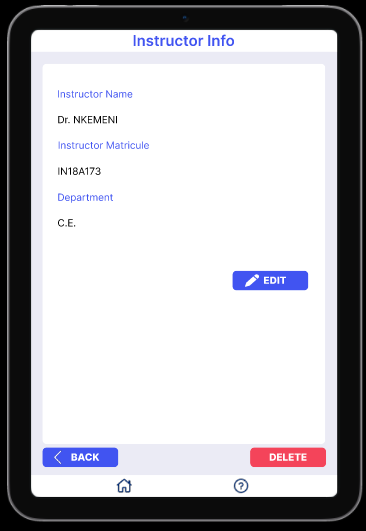 Instructor Info
Instructor Name
Dr. NKEMENI
Instructor Matricule
IN18A173
Department
C.E.
EDIT
BACK DELETE
?